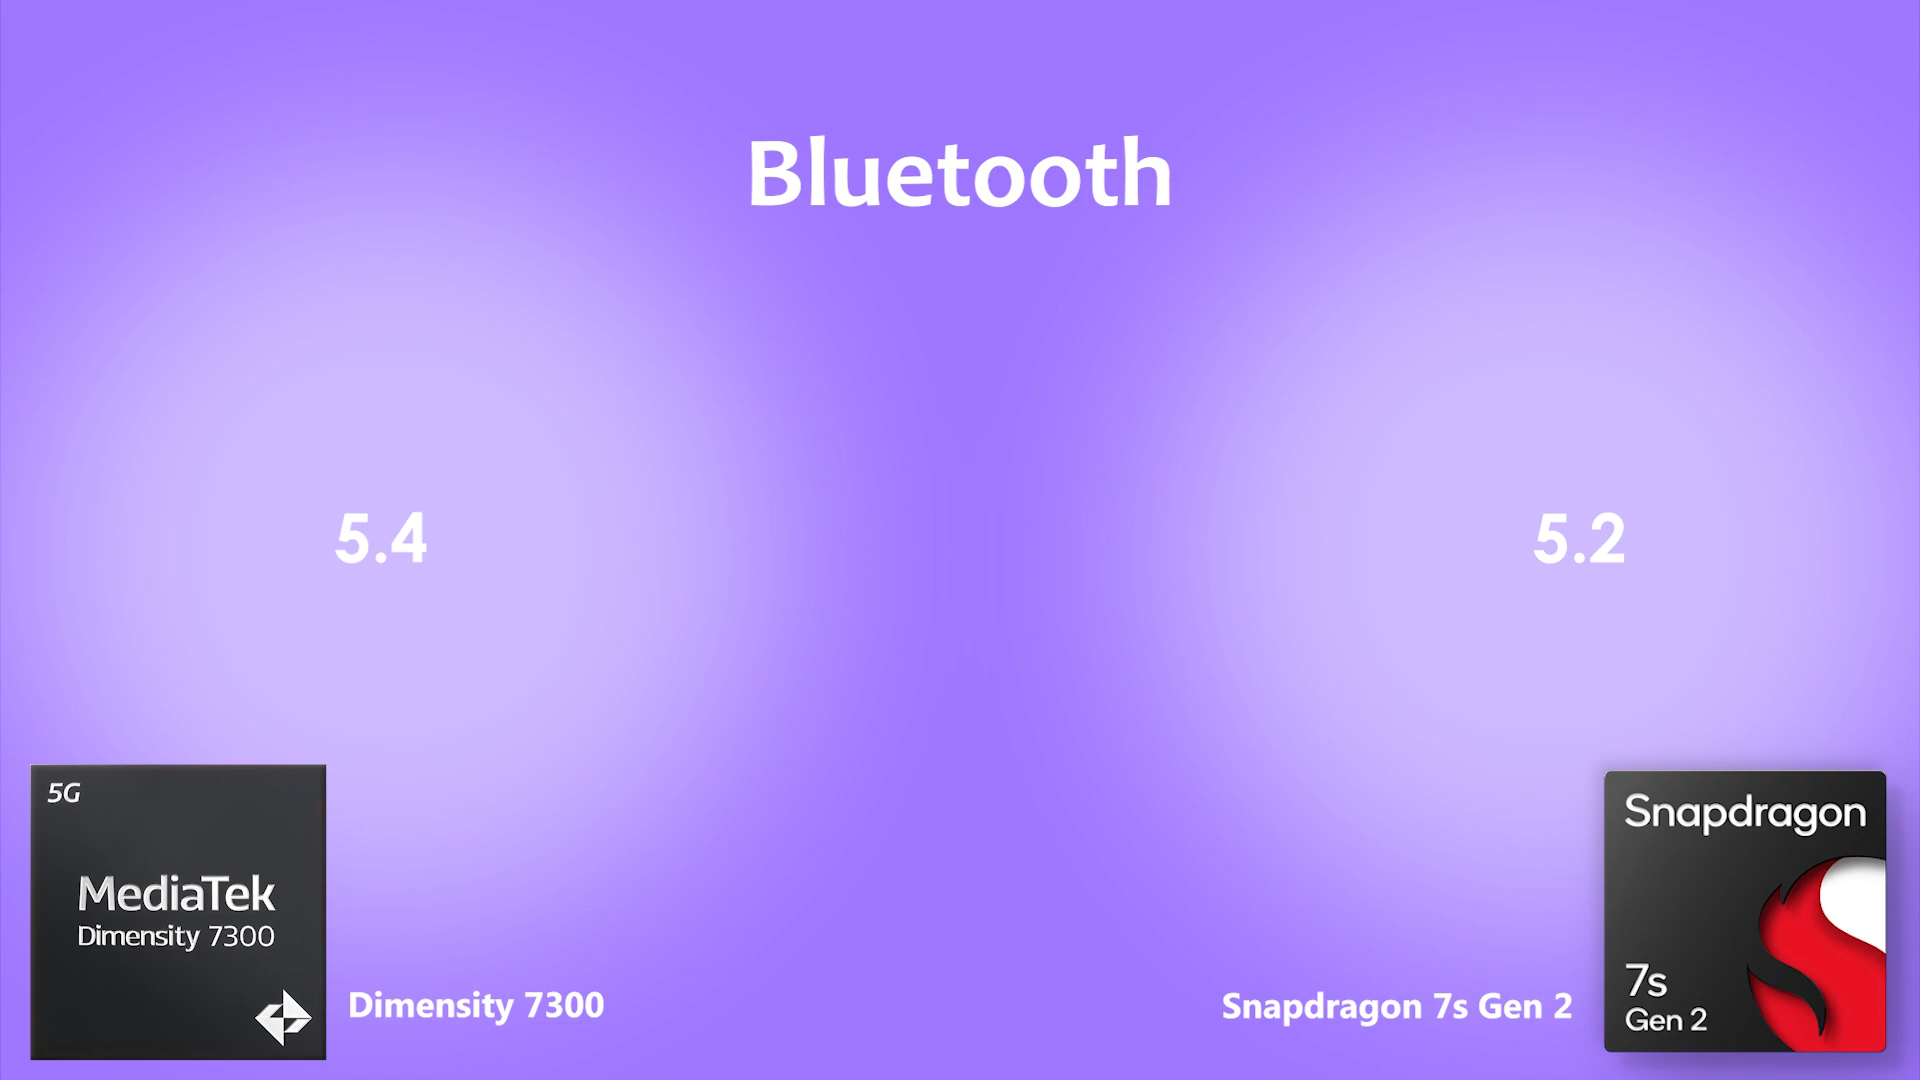 Bluetooth
5.4
5.2
5G
MediaTek
Dimensity 7300
Dimensity 7300
Snapdragon 7s Gen 2
Snapdragon
7s
Gen 2